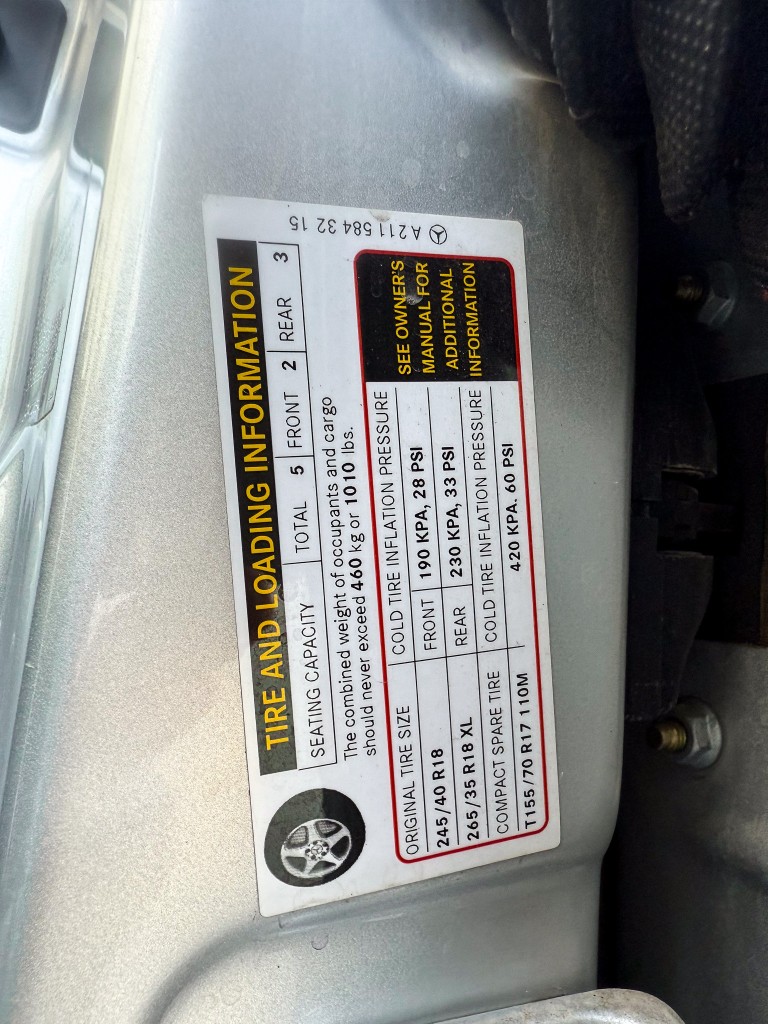 A 211 584 32 15
TIRE AND LOADING INFORMATION
SEATING CAPACITY TOTAL 5 FRONT 2 REAR 3
The combined weight of occupants and cargo
should never exceed 460 kg or 1010 lbs.
ORIGINAL TIRE SIZE COLD TIRE INFLATION PRESSURE
245/40 R18 FRONT 190 KPA, 28 PSI
265/35 R18 XL REAR 230 KPA, 33 PSI
COMPACT SPARE TIRE COLD TIRE INFLATION PRESSURE
T155/70 R17 110M 420 KPA. 60 PSI
SEE OWNER'S
MANUAL FOR
ADDITIONAL
INFORMATION